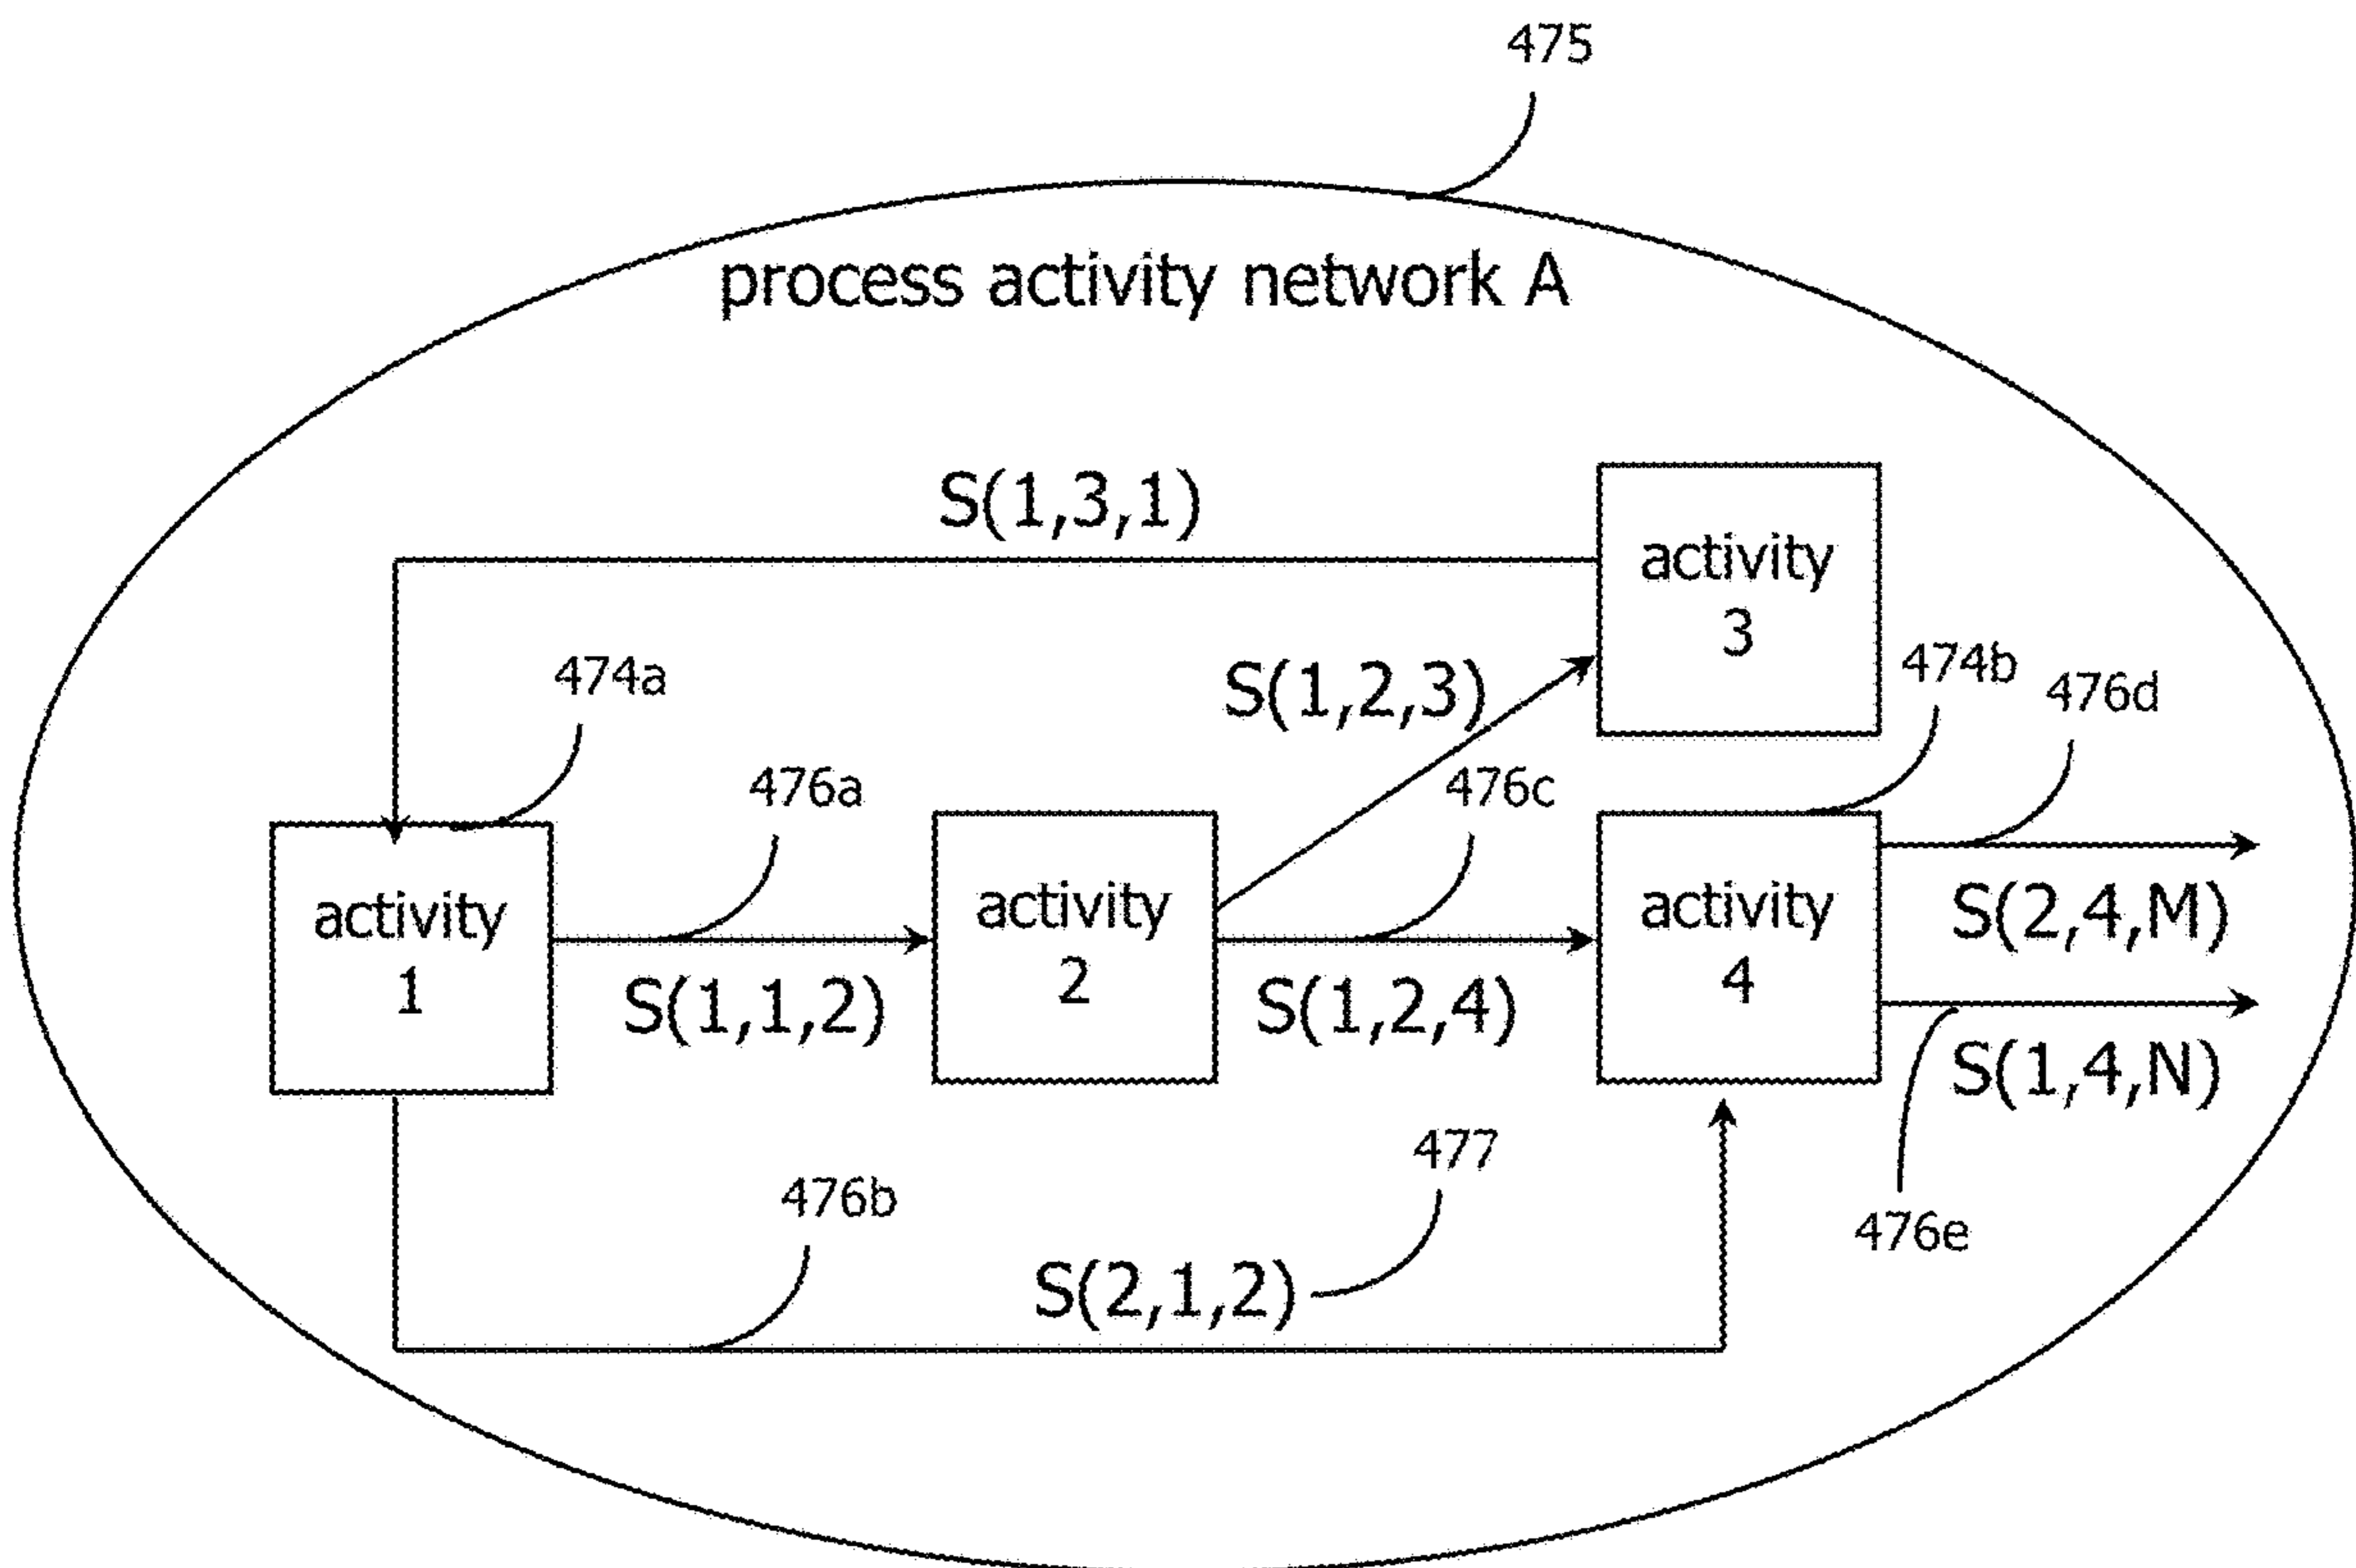 475
process activity network A
S(1,3,1)
activity
3
474a
S(1,2,3)
474b
476d
476a
476c
activity
1
activity
2
activity
4
S(2,4,M)
S(1,1,2)
S(1,2,4)
S(1,4,N)
477
476b
476e
S(2,1,2)